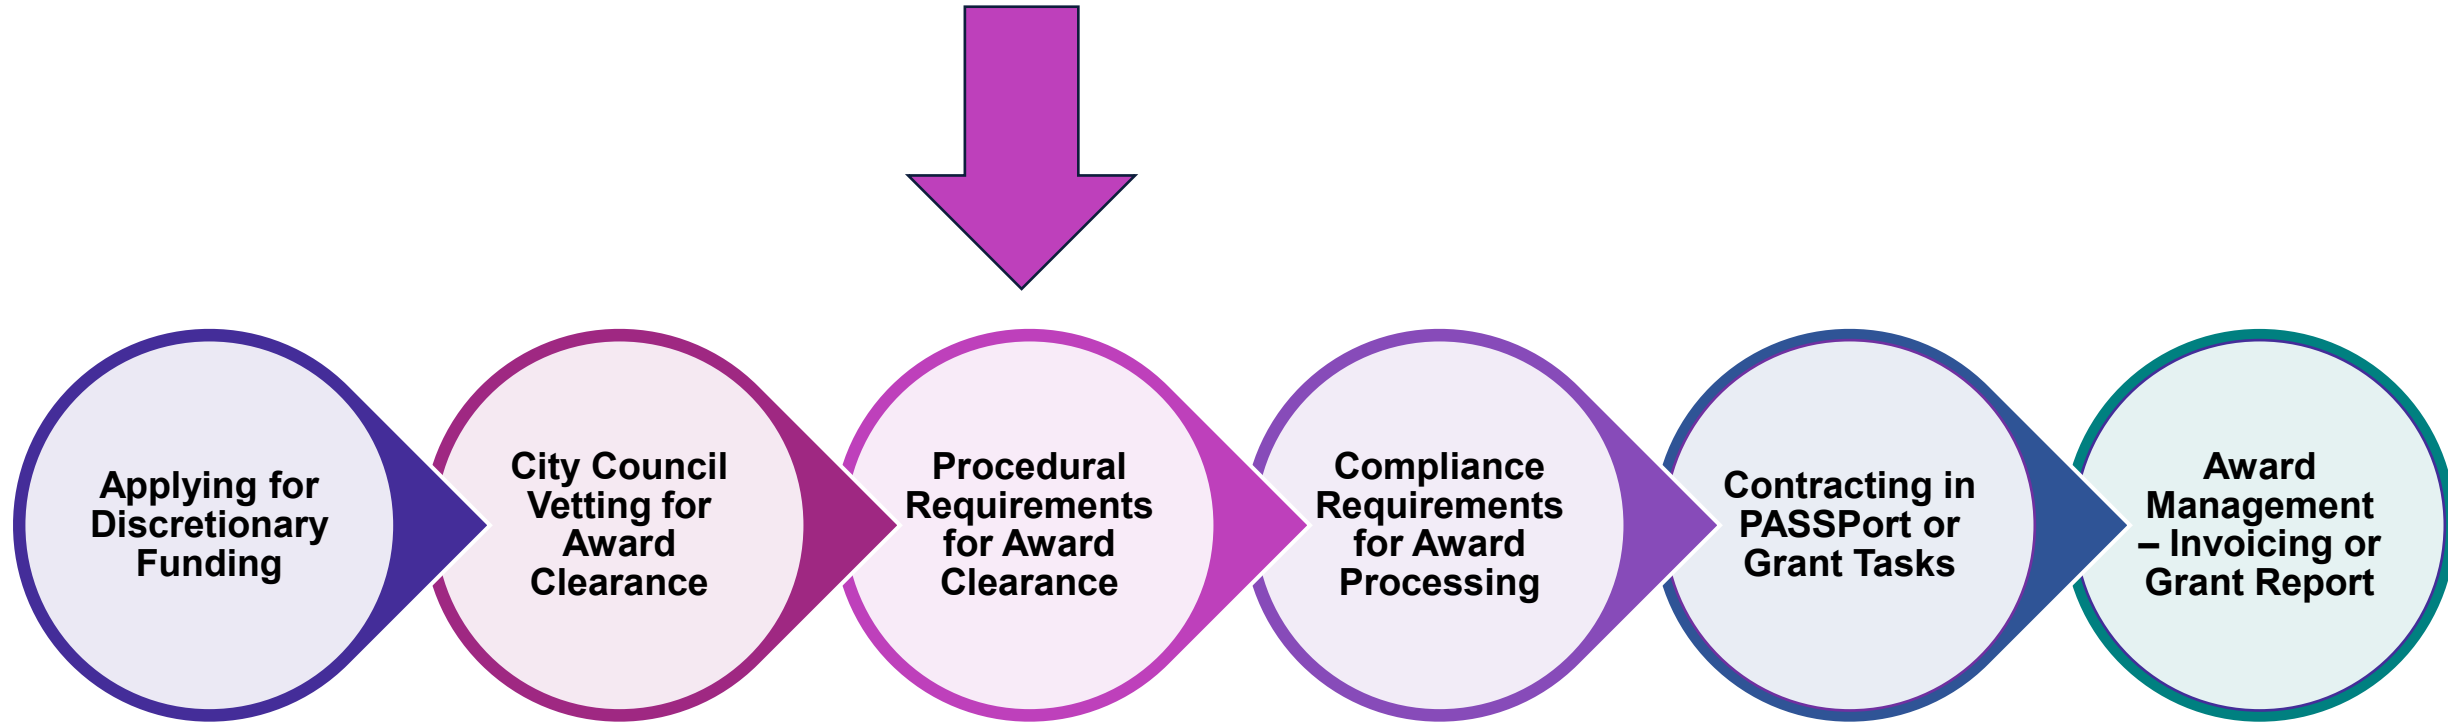 Applying for
Discretionary
Funding
City Council
Vetting for
Award
Clearance
Procedural
Requirements
for Award
Clearance
Compliance
Requirements
for Award
Processing
Contracting in
PASSPort or
Grant Tasks
Award
Management
– Invoicing or
Grant Report